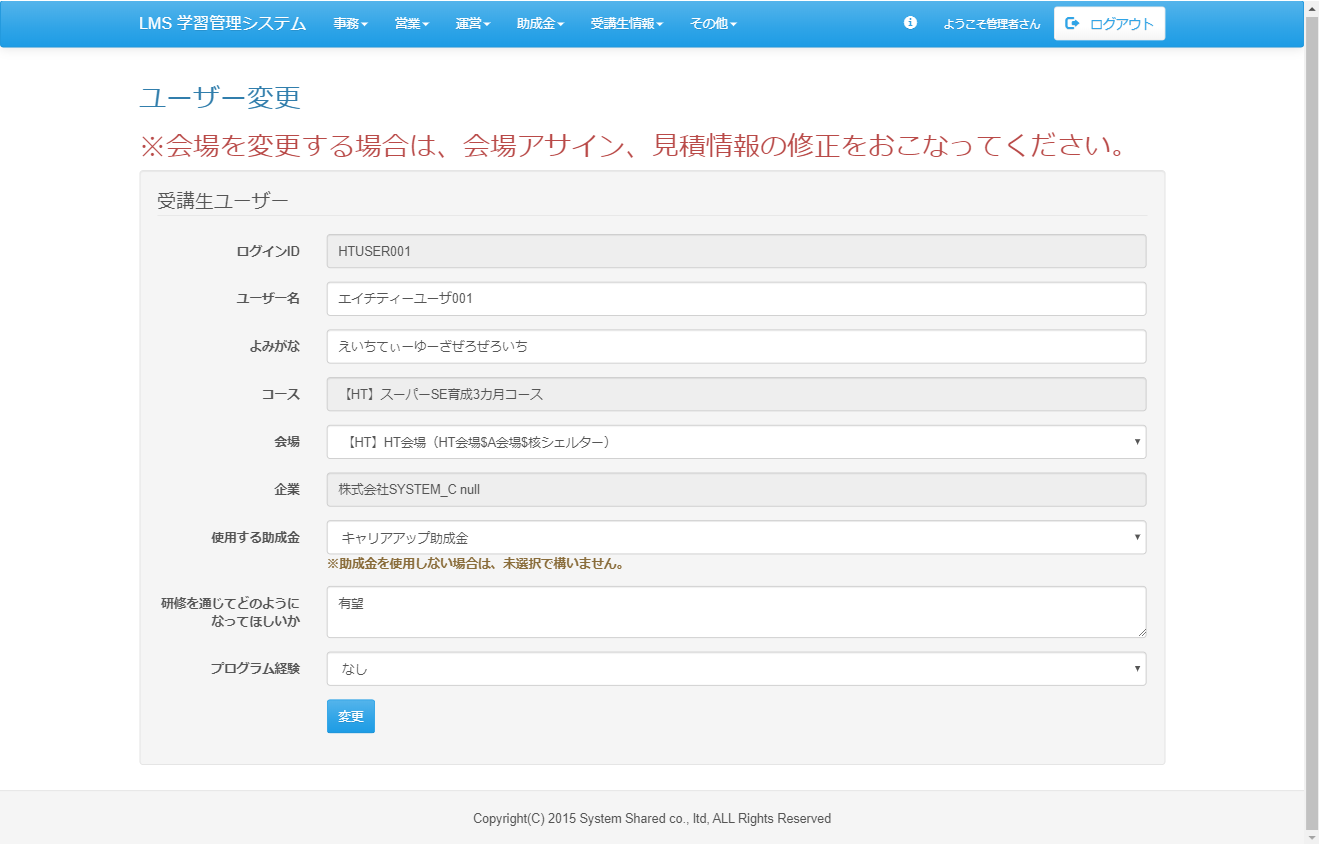 LMS 学習管理システム 事務 営業 運営 助成金 受講生情報 その他 ようこそ管理者さん ログアウト
ユーザー変更
※会場を変更する場合は、会場アサイン、見積情報の修正をおこなってください。
受講生ユーザー
ログインID HTUSER001
ユーザー名 エイチティーユーザ001
よみがな えいちてぃーゆーざぜろぜろいち
コース 【HT】スーパーSE育成3カ月コース
会場 【HT】HT会場（HT会場$A会場$核シェルター）
企業 株式会社SYSTEM_C null
使用する助成金 キャリアアップ助成金
※助成金を使用しない場合は、未選択で構いません。
研修を通じてどのように
なってほしいか
有望
プログラム経験 なし
変更
Copyright(C) 2015 System Shared co., ltd, ALL Rights Reserved